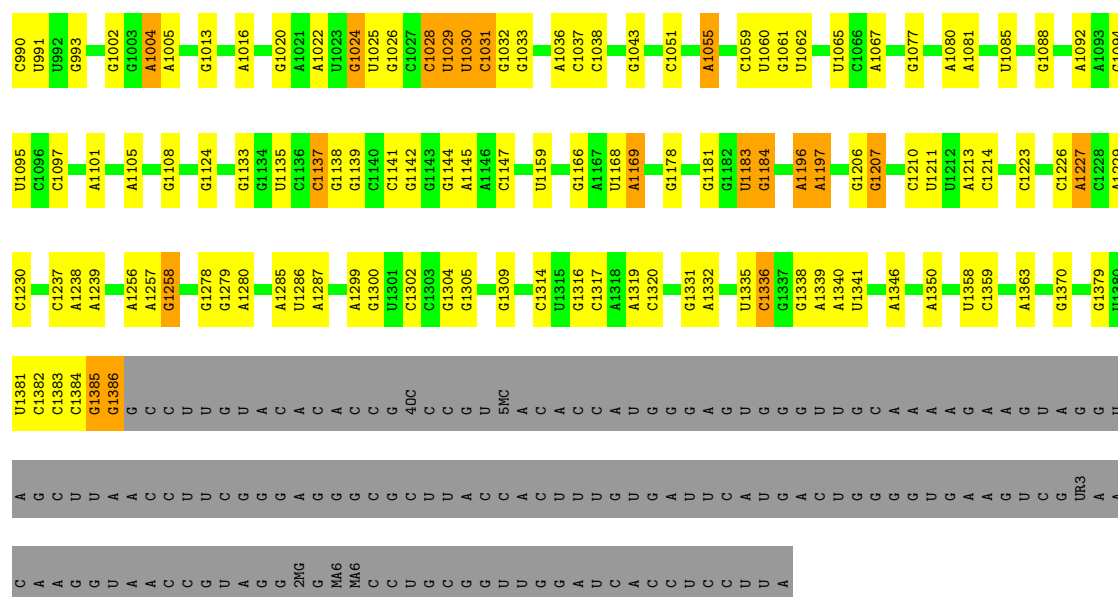 C990 U991 U992 G993 G1002 G1003 A1004 A1005 G1013 A1016 G1020 A1021 A1022 U1023 G1024 U1025 G1026 C1027 C1028 U1029 U1030 C1031 G1032 G1033 A1036 C1037 C1038 G1043 C1051 A1055 C1059 U1060 G1061 U1062 U1065 C1066 A1067 G1077 A1080 A1081 U1085 G1088 A1092 A1093
U1095 C1096 C1097 A1101 A1105 G1108 G1124 G1133 G1134 U1135 C1136 C1137 G1138 G1139 C1140 C1141 G1142 G1143 G1144 A1145 A1146 C1147 U1159 G1166 A1167 U1168 A1169 G1178 G1181 G1182 U1183 G1184 A1196 A1197 G1206 G1207 C1210 U1211 U1212 A1213 C1214 C1223 C1226 A1227 C1228 A1229
C1230 C1237 A1238 A1239 A1256 A1257 G1258 G1278 G1279 A1280 A1285 U1286 A1287 A1299 G1300 U1301 C1302 C1303 G1304 G1305 G1309 C1314 U1315 G1316 C1317 A1318 A1319 C1320 G1331 A1332 U1335 C1336 G1337 G1338 A1339 A1340 U1341 A1346 A1350 U1358 C1359 A1363 G1370 G1379 U1380
U1381 C1382 C1383 C1384 G1385 G1386 G C C U U G U A C A C A C C G 4OC C C G U 5MC A C A C C A U G G G A G U G G G U U G C A A A A G A A G U A G G U
A G C U U A A C C U U C G G G A G G G C G C U U A C C A C U U U G U G A U U C A U G A C U G G G G U G A A G U C G UR3 A A
C A A G G U A A C C G U A G G 2MG G MA6 MA6 C C U G C G G U U G G A U C A C C U C C U U A